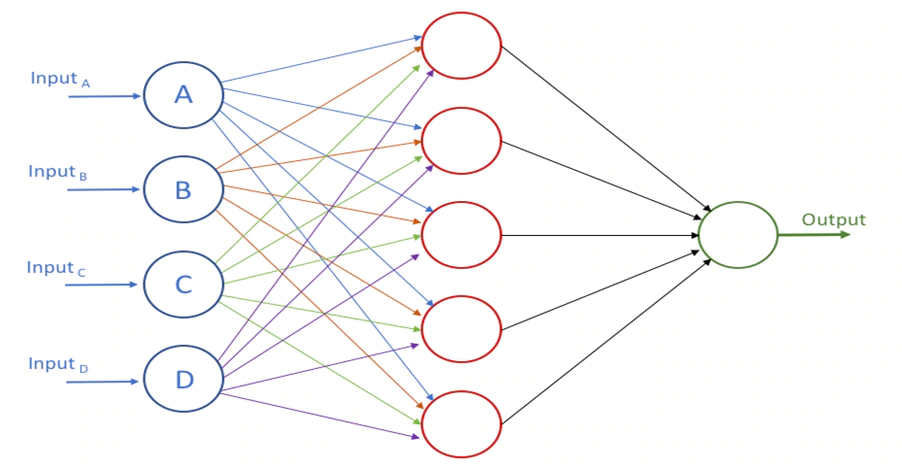 Input A
A
Input B
B
Input C
C
Input D
D
Output